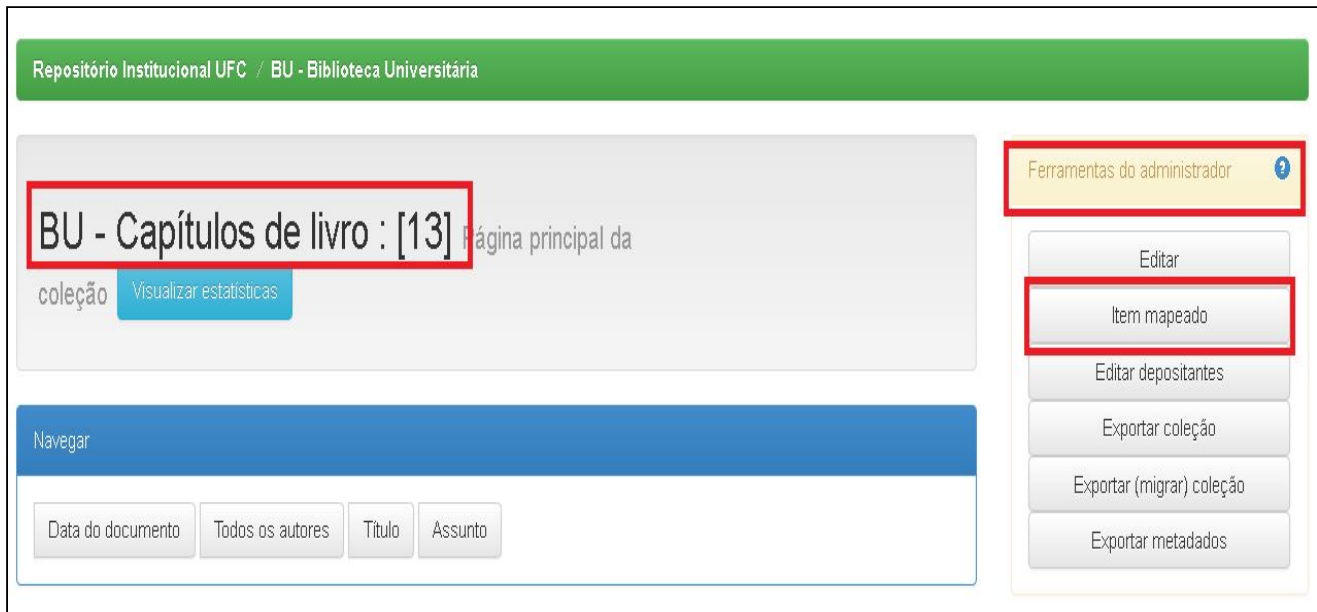 Repositório Institucional UFC / BU - Biblioteca Universitária
BU - Capítulos de livro : [13] Página principal da
coleção Visualizar estatísticas
Navegar
Data do documento Todos os autores Título Assunto
Ferramentas do administrador ?
Editar
Item mapeado
Editar depositantes
Exportar coleção
Exportar (migrar) coleção
Exportar metadados